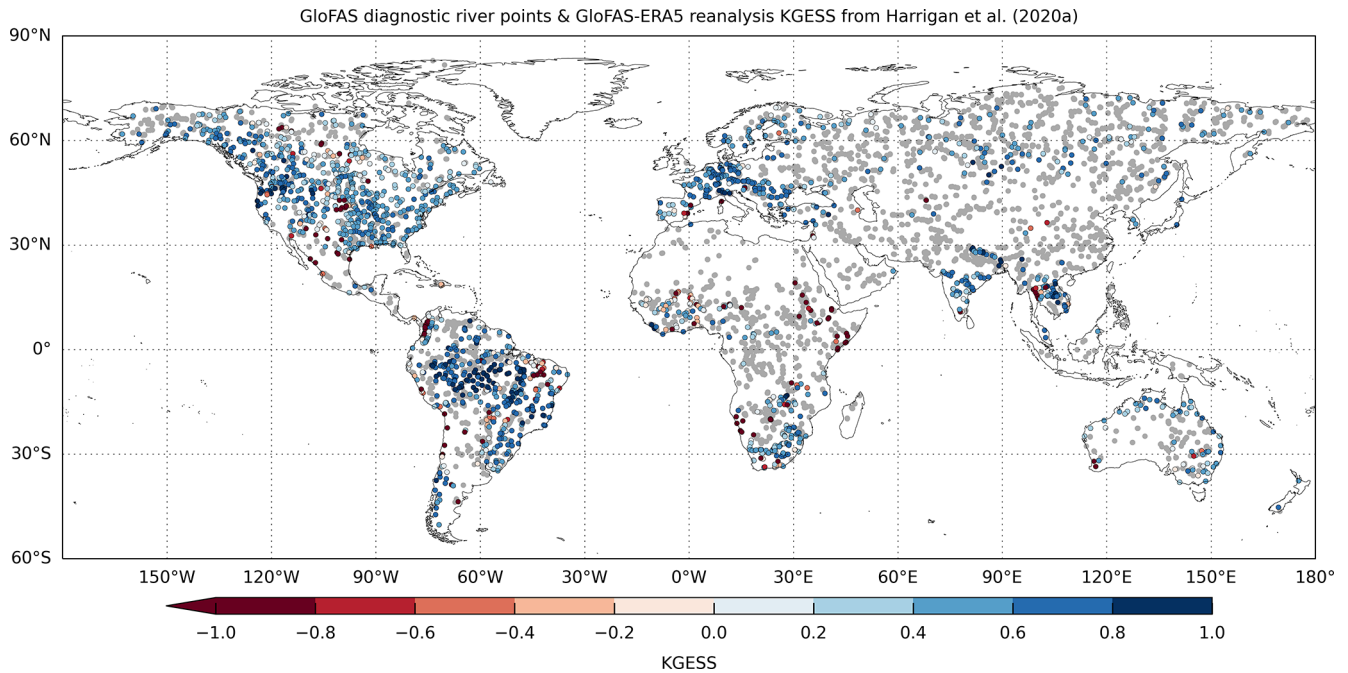 GloFAS diagnostic river points & GloFAS-ERA5 reanalysis KGESS from Harrigan et al. (2020a)
90°N
60°N
30°N
0°
30°S
60°S
150°W 120°W 90°W 60°W 30°W 0°W 30°E 60°E 90°E 120°E 150°E 180°
−1.0 −0.8 −0.6 −0.4 −0.2 0.0 0.2 0.4 0.6 0.8 1.0
KGESS